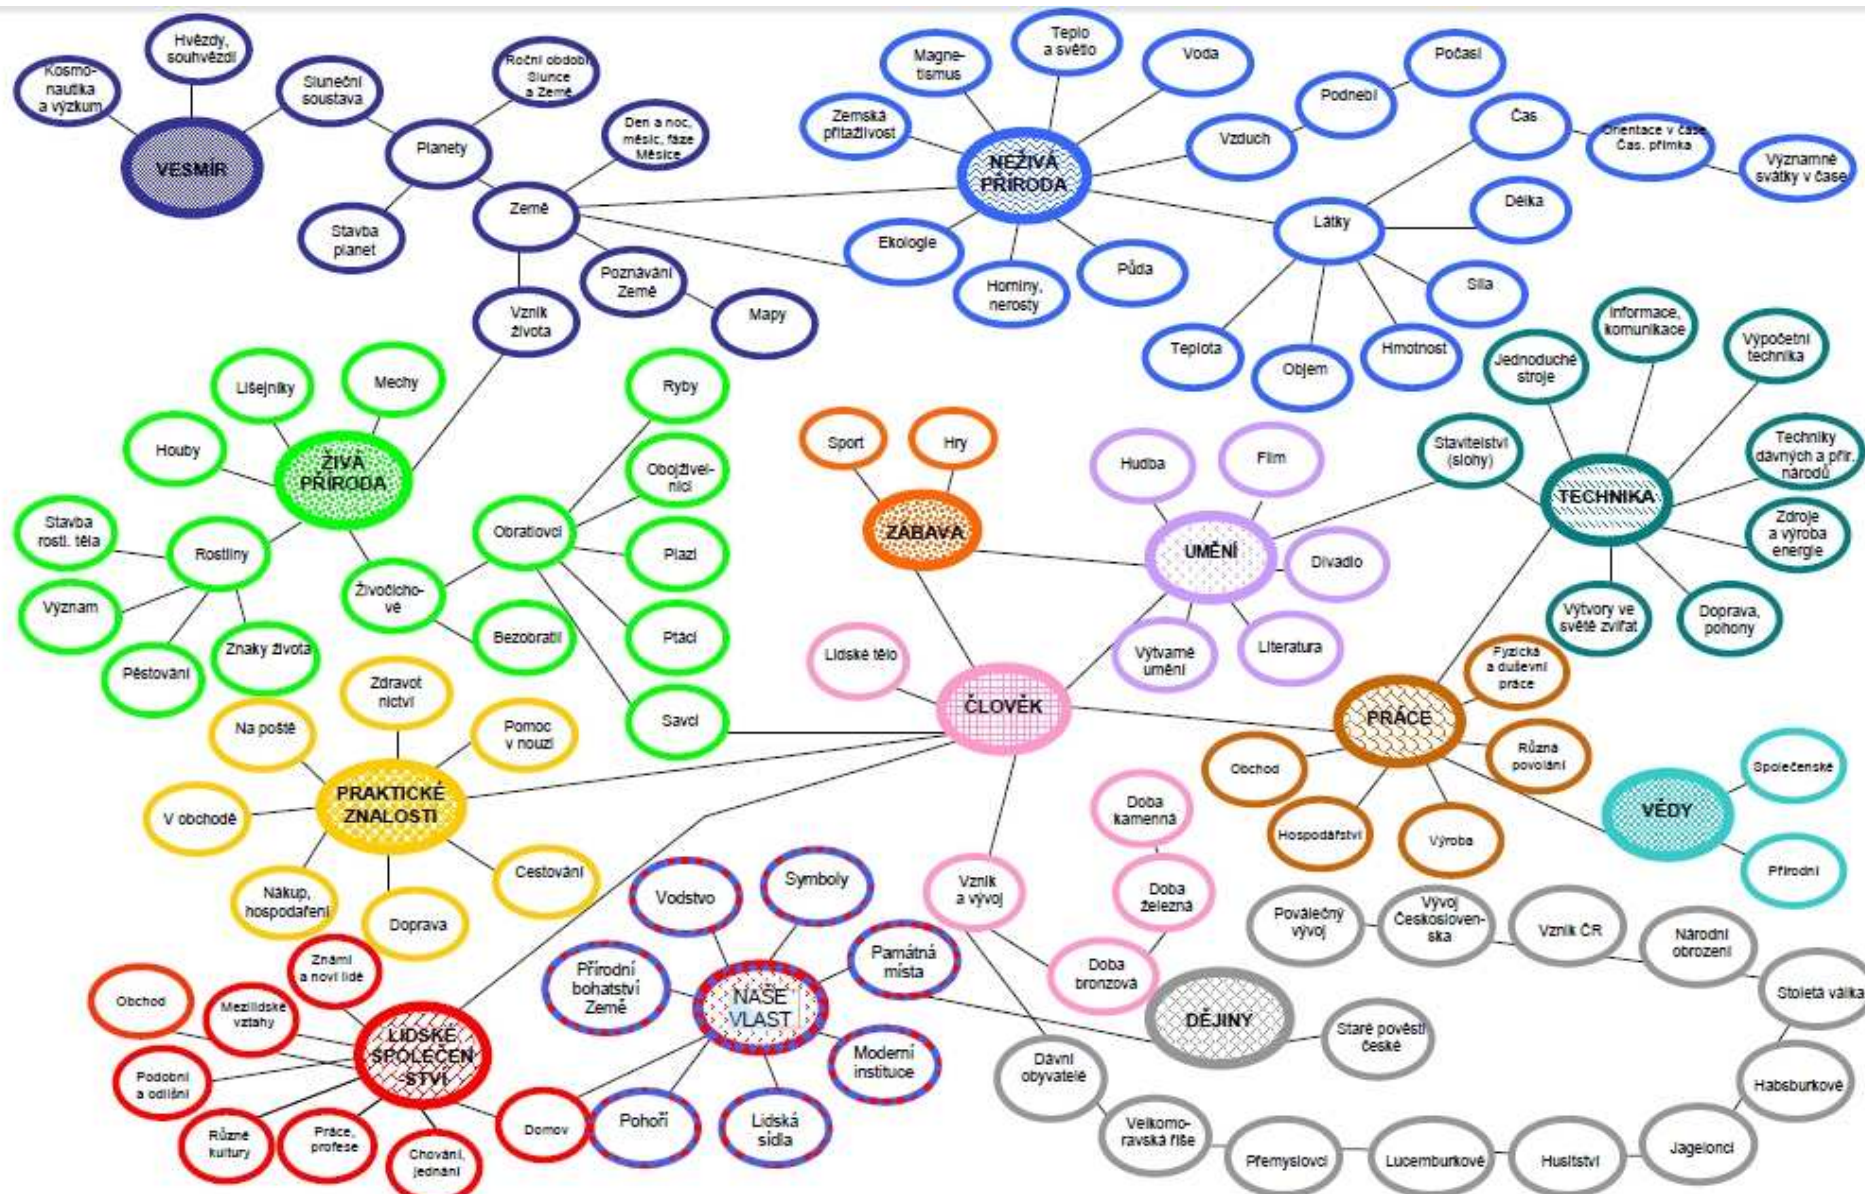 Kosmo-
nautika
a výzkum
Hvězdy,
souhvězdí
Sluneční
soustava
VESMÍR
Planety
Roční období
Slunce
a Země
Den a noc,
měsíc, fáze
Měsíce
Země
Stavba
planet
Vznik
života
Poznávání
Země
Mapy
Magne-
tismus
Teplo
a světlo
Voda
Zemská
přitažlivost
NEŽIVÁ
PŘÍRODA
Vzduch
Podnebí
Počasí
Čas
Orientace v čase
Čas. přímka
Významné
svátky v čase
Ekologie
Horniny,
nerosty
Půda
Látky
Délka
Síla
Hmotnost
Objem
Teplota
Lišejníky
Mechy
Houby
ŽIVÁ
PŘÍRODA
Stavba
rostl. těla
Rostliny
Význam
Pěstování
Znaky života
Živočicho-
vé
Obratlovci
Bezobratlí
Ryby
Obojživel-
níci
Plazi
Ptáci
Savci
Sport
Hry
ZÁBAVA
Hudba
Film
UMĚNÍ
Divadlo
Výtvarné
umění
Literatura
Stavitelství
(slohy)
Jednoduché
stroje
Informace,
komunikace
Výpočetní
technika
TECHNIKA
Techniky
dávných a přír.
národů
Zdroje
a výroba
energie
Výtvory ve
světě zvířat
Doprava,
pohony
Lidské tělo
ČLOVĚK
PRÁCE
Fyzická
a duševní
práce
Různá
povolání
Obchod
Hospodářství
Výroba
VĚDY
Společenské
Přírodní
Zdravot
nictví
Na poště
Pomoc
v nouzi
PRAKTICKÉ
ZNALOSTI
V obchodě
Nákup,
hospodaření
Doprava
Cestování
Vznik
a vývoj
Doba
kamenná
Doba
železná
Doba
bronzová
Známí
a noví lidé
Obchod
Mezilidské
vztahy
LIDSKÉ
SPOLEČEN
-STVÍ
Podobní
a odlišní
Různé
kultury
Práce,
profese
Chování,
jednání
Domov
Vodstvo
Symboly
Přírodní
bohatství
Země
NAŠE
VLAST
Památná
místa
Moderní
instituce
Pohoří
Lidská
sídla
DĚJINY
Staré pověsti
české
Dávní
obyvatelé
Velkomo-
ravská říše
Přemyslovci
Lucemburkové
Husitství
Jagelonci
Habsburkové
Stoletá válka
Národní
obrození
Vznik ČR
Vývoj
Českosloven-
ska
Poválečný
vývoj